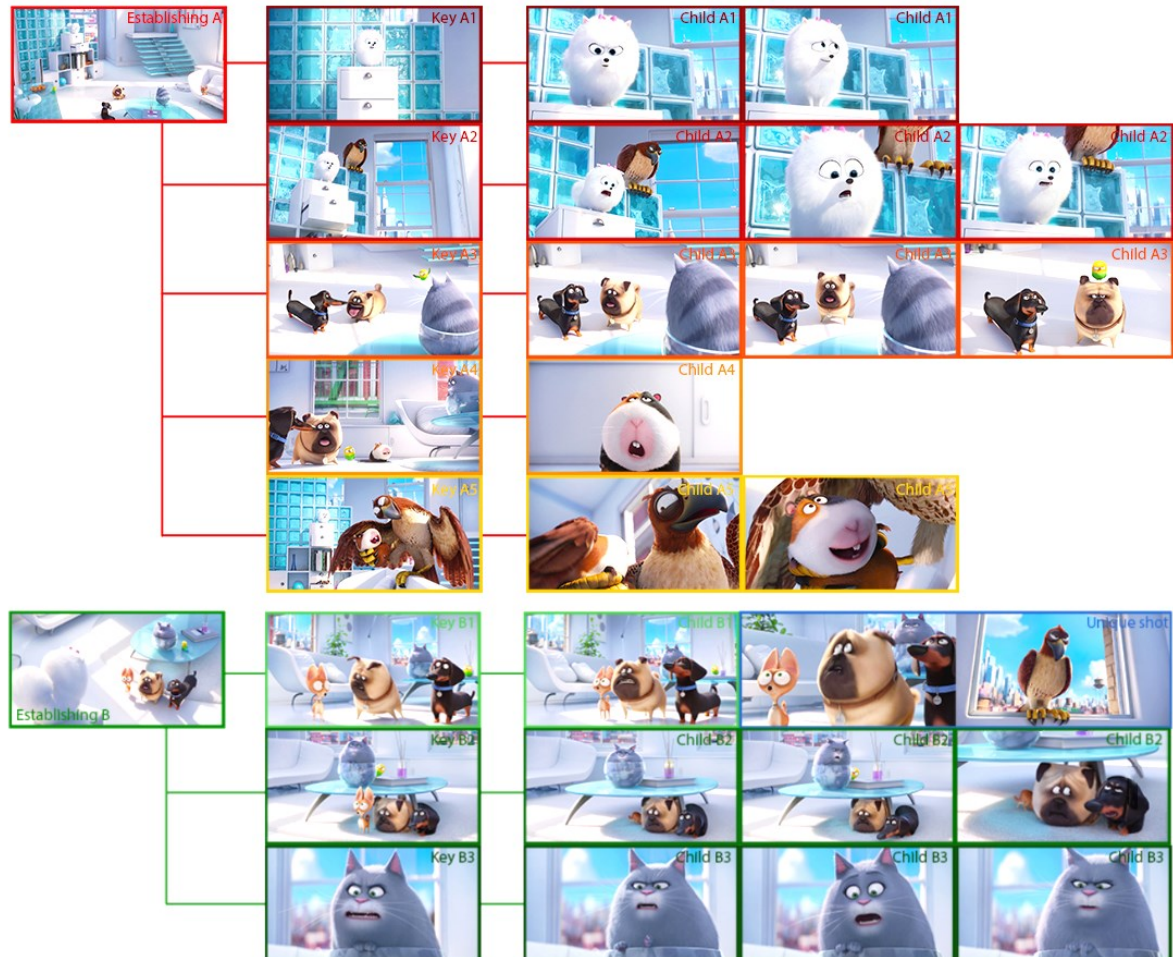 Establishing A
Key A1
Child A1
Child A1
Key A2
Child A2
Child A2
Child A2
Key A3
Child A3
Child A3
Child A3
Key A4
Child A4
Key A5
Child A5
Child A5
Establishing B
Key B1
Child B1
Unique shot
Key B2
Child B2
Child B2
Child B2
Key B3
Child B3
Child B3
Child B3